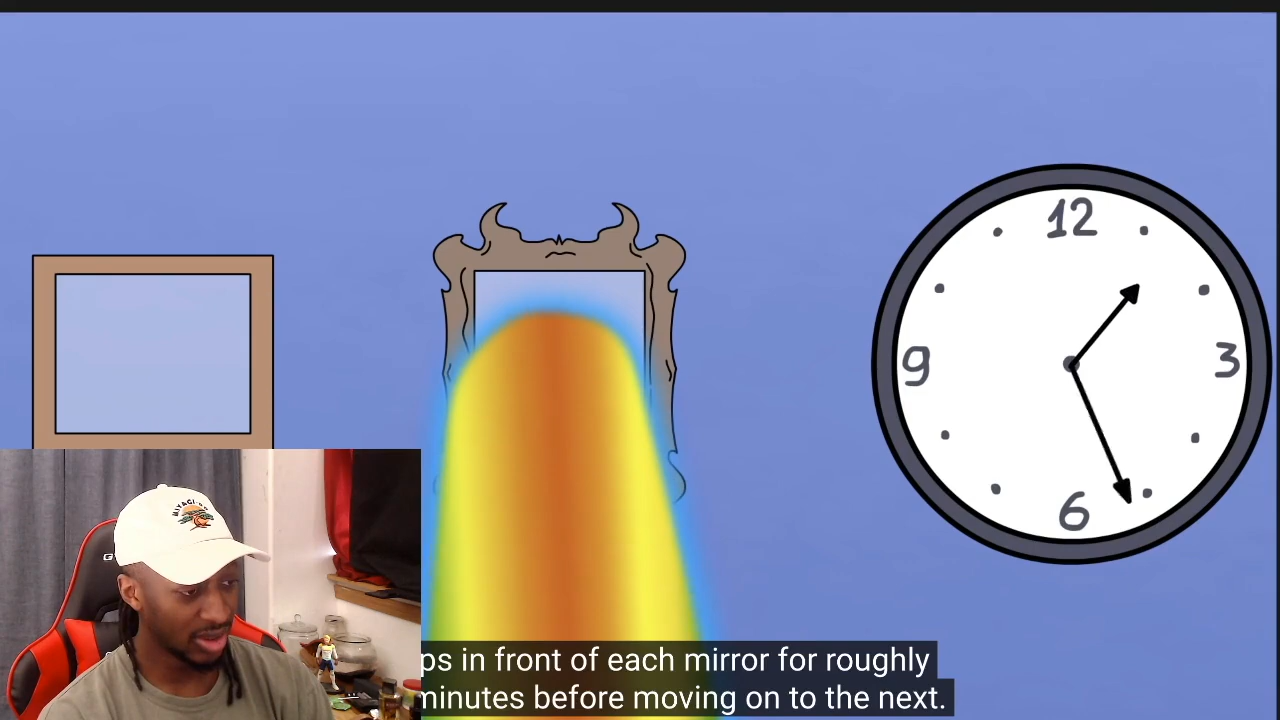 12
9
3
6
ps in front of each mirror for roughly
minutes before moving on to the next.